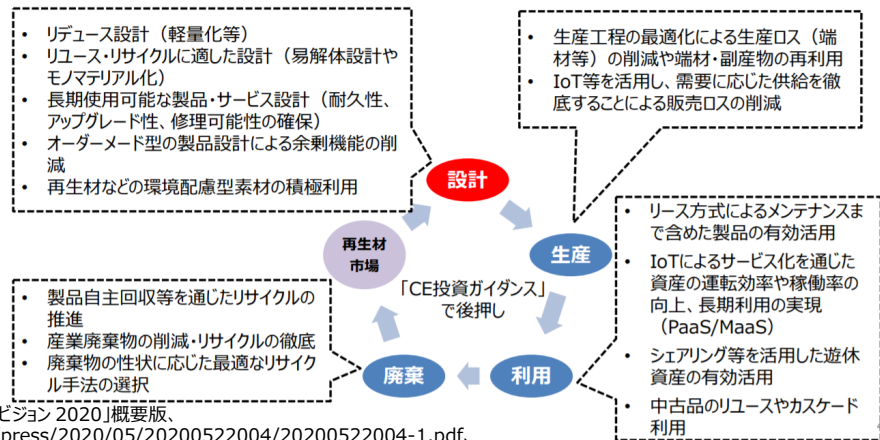 • リデュース設計（軽量化等）
• リユース・リサイクルに適した設計（易解体設計や
モノマテリアル化）
• 長期使用可能な製品・サービス設計（耐久性、
アップグレード性、修理可能性の確保）
• オーダーメード型の製品設計による余剰機能の削
減
• 再生材などの環境配慮型素材の積極利用
• 生産工程の最適化による生産ロス（端
材等）の削減や端材・副産物の再利用
• IoT等を活用し、需要に応じた供給を徹
底することによる販売ロスの削減
設計
生産
• リース方式によるメンテナンスま
で含めた製品の有効活用
• IoTによるサービス化を通じた
資産の運転効率や稼働率の
向上、長期利用の実現
（PaaS/MaaS）
• シェアリング等を活用した遊休
資産の有効活用
• 中古品のリユースやカスケード
利用
利用
廃棄
• 製品自主回収等を通じたリサイクルの
推進
• 産業廃棄物の削減・リサイクルの徹底
• 廃棄物の性状に応じた最適なリサイク
ル手法の選択
再生材
市場
「CE投資ガイダンス」
で後押し
ビジョン 2020」概要版、
press/2020/05/20200522004/20200522004-1.pdf、